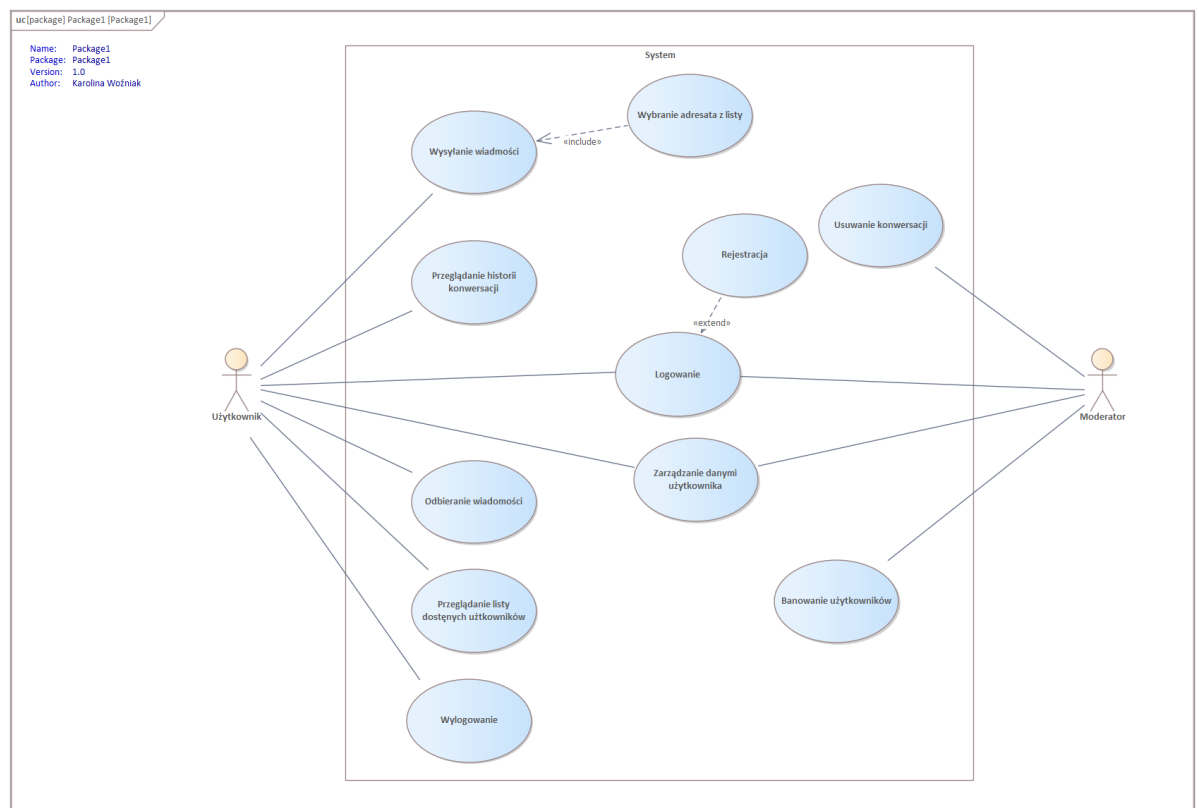 uc [package] Package1 [Package1]
Name: Package1
Package: Package1
Version: 1.0
Author: Karolina Woźniak
System
Wybranie adresata z listy
Wysyłanie wiadmości
«include»
Usuwanie konwersacji
Rejestracja
Przeglądanie historii
konwersacji
«extend»
Logowanie
Użytkownik
Moderator
Zarządzanie danymi
użytkownika
Odbieranie wiadomości
Banowanie użytkowników
Przeglądanie listy
dostęnych użtkowników
Wylogowanie